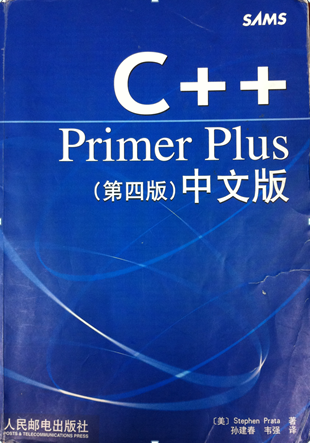 SAMS
C++
Primer Plus
（第四版）中文版
〔美〕Stephen Prata 著
孙建春 韦强 译
人民邮电出版社
POSTS & TELECOMMUNICATIONS PRESS